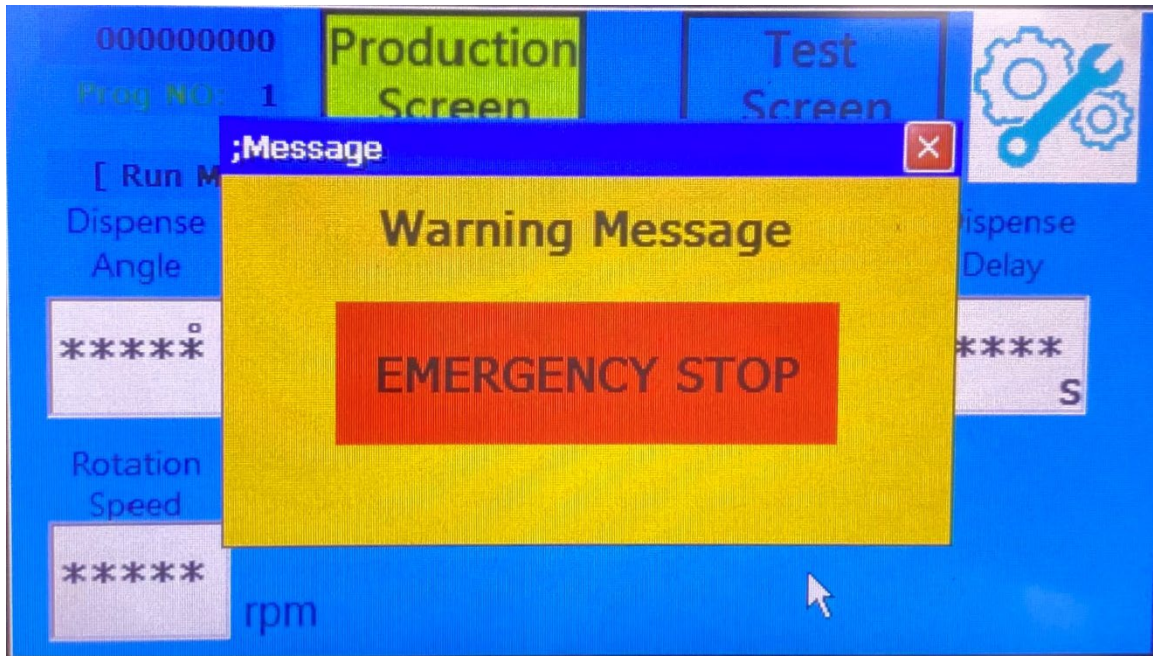 000000000
Production
Screen
Test
Screen
Prog NO: 1
;Message
[ Run M
Warning Message
Dispense
Angle
ispense
Delay
*****°
EMERGENCY STOP
****
S
Rotation
Speed
*****
rpm